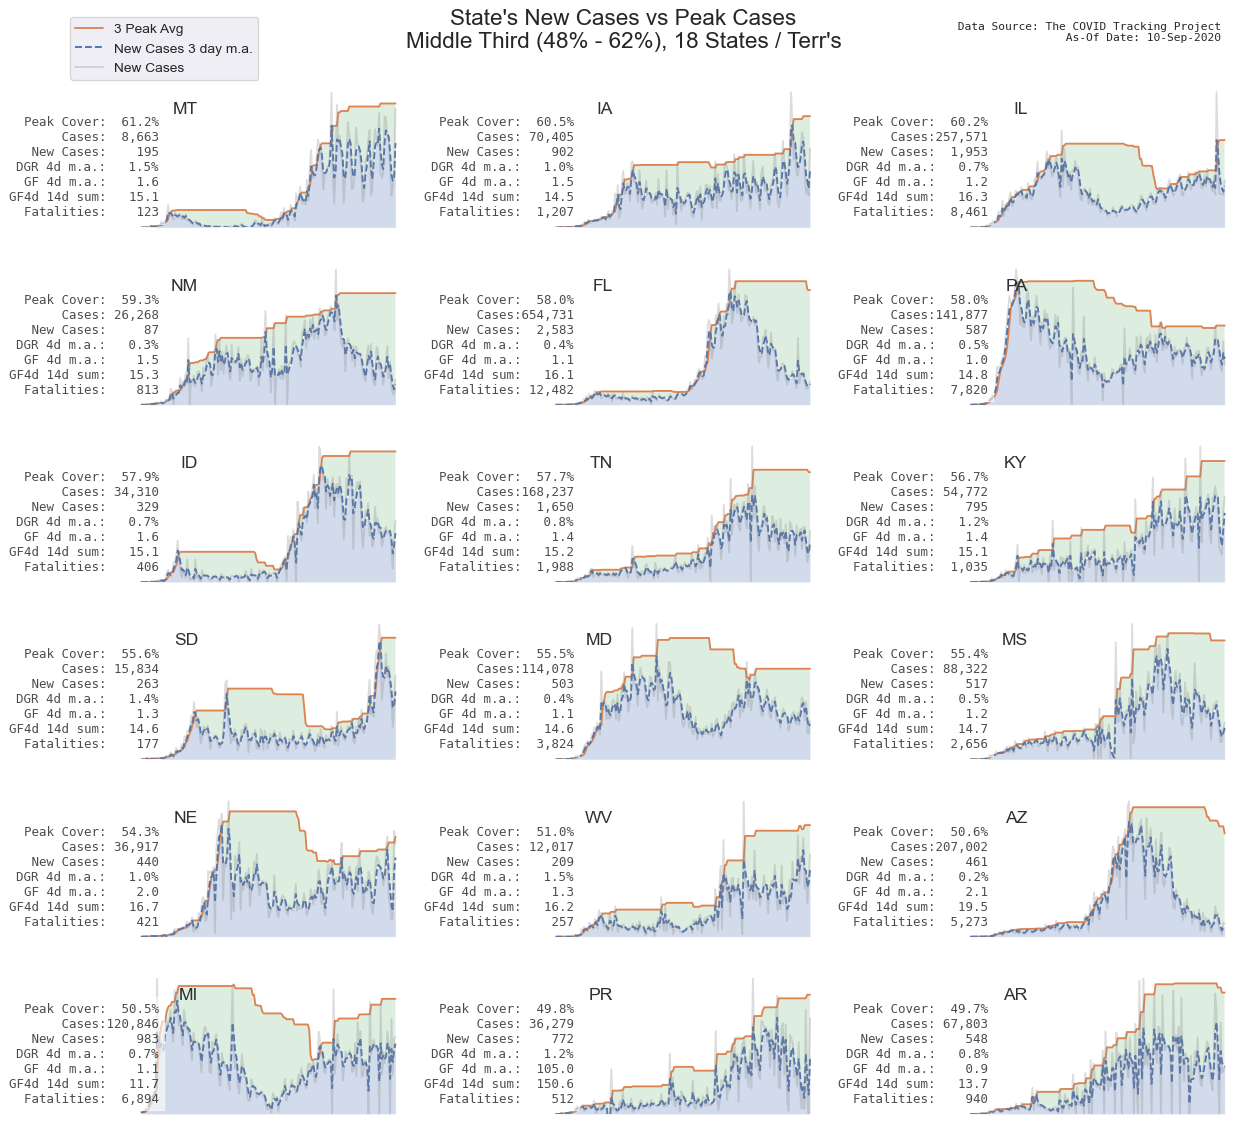 3 Peak Avg
New Cases 3 day m.a.
New Cases
State's New Cases vs Peak Cases
Middle Third (48% - 62%), 18 States / Terr's
Data Source: The COVID Tracking Project
As-Of Date: 10-Sep-2020
MT
Peak Cover: 61.2%
Cases: 8,663
New Cases: 195
DGR 4d m.a.: 1.5%
GF 4d m.a.: 1.6
GF4d 14d sum: 15.1
Fatalities: 123
IA
Peak Cover: 60.5%
Cases: 70,405
New Cases: 902
DGR 4d m.a.: 1.0%
GF 4d m.a.: 1.5
GF4d 14d sum: 14.5
Fatalities: 1,207
IL
Peak Cover: 60.2%
Cases:257,571
New Cases: 1,953
DGR 4d m.a.: 0.7%
GF 4d m.a.: 1.2
GF4d 14d sum: 16.3
Fatalities: 8,461
NM
Peak Cover: 59.3%
Cases: 26,268
New Cases: 87
DGR 4d m.a.: 0.3%
GF 4d m.a.: 1.5
GF4d 14d sum: 15.3
Fatalities: 813
FL
Peak Cover: 58.0%
Cases:654,731
New Cases: 2,583
DGR 4d m.a.: 0.4%
GF 4d m.a.: 1.1
GF4d 14d sum: 16.1
Fatalities: 12,482
PA
Peak Cover: 58.0%
Cases:141,877
New Cases: 587
DGR 4d m.a.: 0.5%
GF 4d m.a.: 1.0
GF4d 14d sum: 14.8
Fatalities: 7,820
ID
Peak Cover: 57.9%
Cases: 34,310
New Cases: 329
DGR 4d m.a.: 0.7%
GF 4d m.a.: 1.6
GF4d 14d sum: 15.1
Fatalities: 406
TN
Peak Cover: 57.7%
Cases:168,237
New Cases: 1,650
DGR 4d m.a.: 0.8%
GF 4d m.a.: 1.4
GF4d 14d sum: 15.2
Fatalities: 1,988
KY
Peak Cover: 56.7%
Cases: 54,772
New Cases: 795
DGR 4d m.a.: 1.2%
GF 4d m.a.: 1.4
GF4d 14d sum: 15.1
Fatalities: 1,035
SD
Peak Cover: 55.6%
Cases: 15,834
New Cases: 263
DGR 4d m.a.: 1.4%
GF 4d m.a.: 1.3
GF4d 14d sum: 14.6
Fatalities: 177
MD
Peak Cover: 55.5%
Cases:114,078
New Cases: 503
DGR 4d m.a.: 0.4%
GF 4d m.a.: 1.1
GF4d 14d sum: 14.6
Fatalities: 3,824
MS
Peak Cover: 55.4%
Cases: 88,322
New Cases: 517
DGR 4d m.a.: 0.5%
GF 4d m.a.: 1.2
GF4d 14d sum: 14.7
Fatalities: 2,656
NE
Peak Cover: 54.3%
Cases: 36,917
New Cases: 440
DGR 4d m.a.: 1.0%
GF 4d m.a.: 2.0
GF4d 14d sum: 16.7
Fatalities: 421
WV
Peak Cover: 51.0%
Cases: 12,017
New Cases: 209
DGR 4d m.a.: 1.5%
GF 4d m.a.: 1.3
GF4d 14d sum: 16.2
Fatalities: 257
AZ
Peak Cover: 50.6%
Cases:207,002
New Cases: 461
DGR 4d m.a.: 0.2%
GF 4d m.a.: 2.1
GF4d 14d sum: 19.5
Fatalities: 5,273
MI
Peak Cover: 50.5%
Cases:120,846
New Cases: 983
DGR 4d m.a.: 0.7%
GF 4d m.a.: 1.1
GF4d 14d sum: 11.7
Fatalities: 6,894
PR
Peak Cover: 49.8%
Cases: 36,279
New Cases: 772
DGR 4d m.a.: 1.2%
GF 4d m.a.: 105.0
GF4d 14d sum: 150.6
Fatalities: 512
AR
Peak Cover: 49.7%
Cases: 67,803
New Cases: 548
DGR 4d m.a.: 0.8%
GF 4d m.a.: 0.9
GF4d 14d sum: 13.7
Fatalities: 940